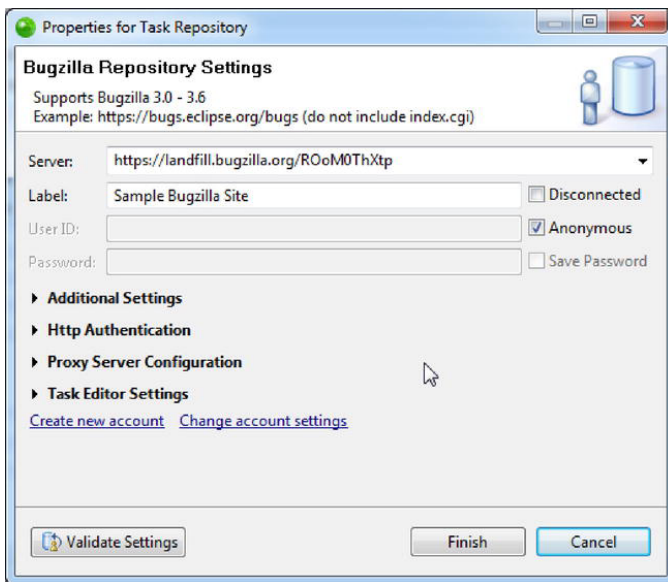 Properties for Task Repository
Bugzilla Repository Settings
Supports Bugzilla 3.0 - 3.6
Example: https://bugs.eclipse.org/bugs (do not include index.cgi)
Server: https://landfill.bugzilla.org/ROoM0ThXtp
Label: Sample Bugzilla Site Disconnected
User ID: Anonymous
Password: Save Password
Additional Settings
Http Authentication
Proxy Server Configuration
Task Editor Settings
Create new account Change account settings
Validate Settings Finish Cancel